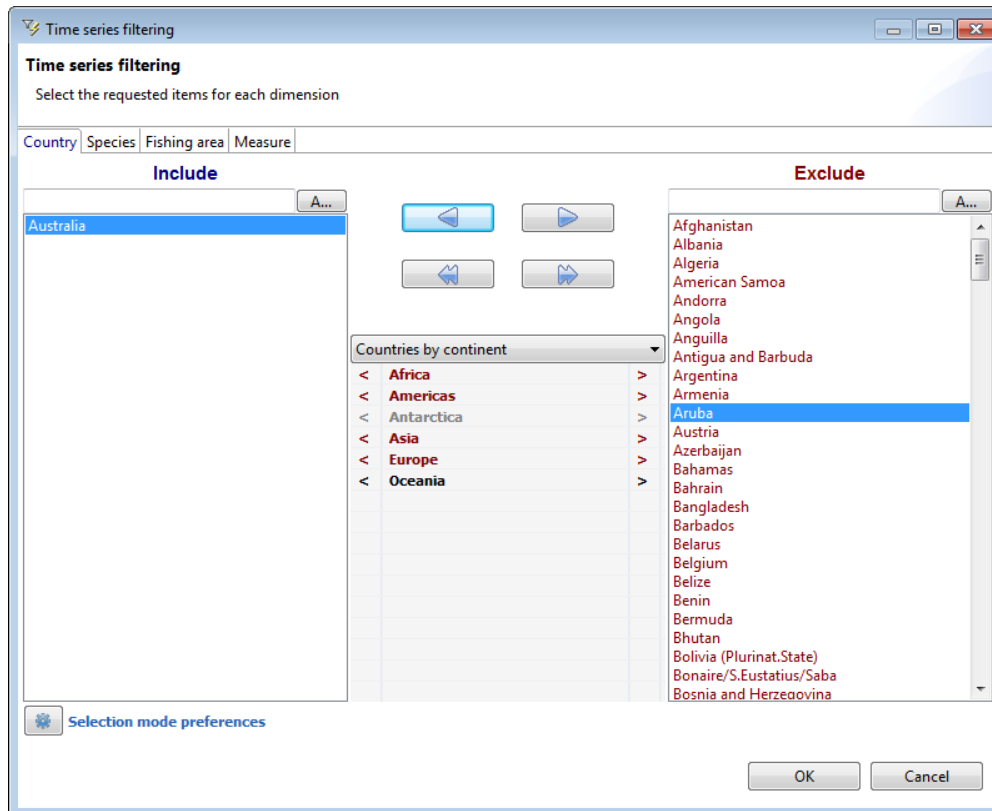 Time series filtering
Time series filtering
Select the requested items for each dimension
Country Species Fishing area Measure
Include
Exclude
A...
A...
Australia
Countries by continent
< Africa >
< Americas >
< Antarctica >
< Asia >
< Europe >
< Oceania >
Afghanistan
Albania
Algeria
American Samoa
Andorra
Angola
Anguilla
Antigua and Barbuda
Argentina
Armenia
Aruba
Austria
Azerbaijan
Bahamas
Bahrain
Bangladesh
Barbados
Belarus
Belgium
Belize
Benin
Bermuda
Bhutan
Bolivia (Plurinat.State)
Bonaire/S.Eustatius/Saba
Bosnia and Herzegovina
Selection mode preferences
OK
Cancel